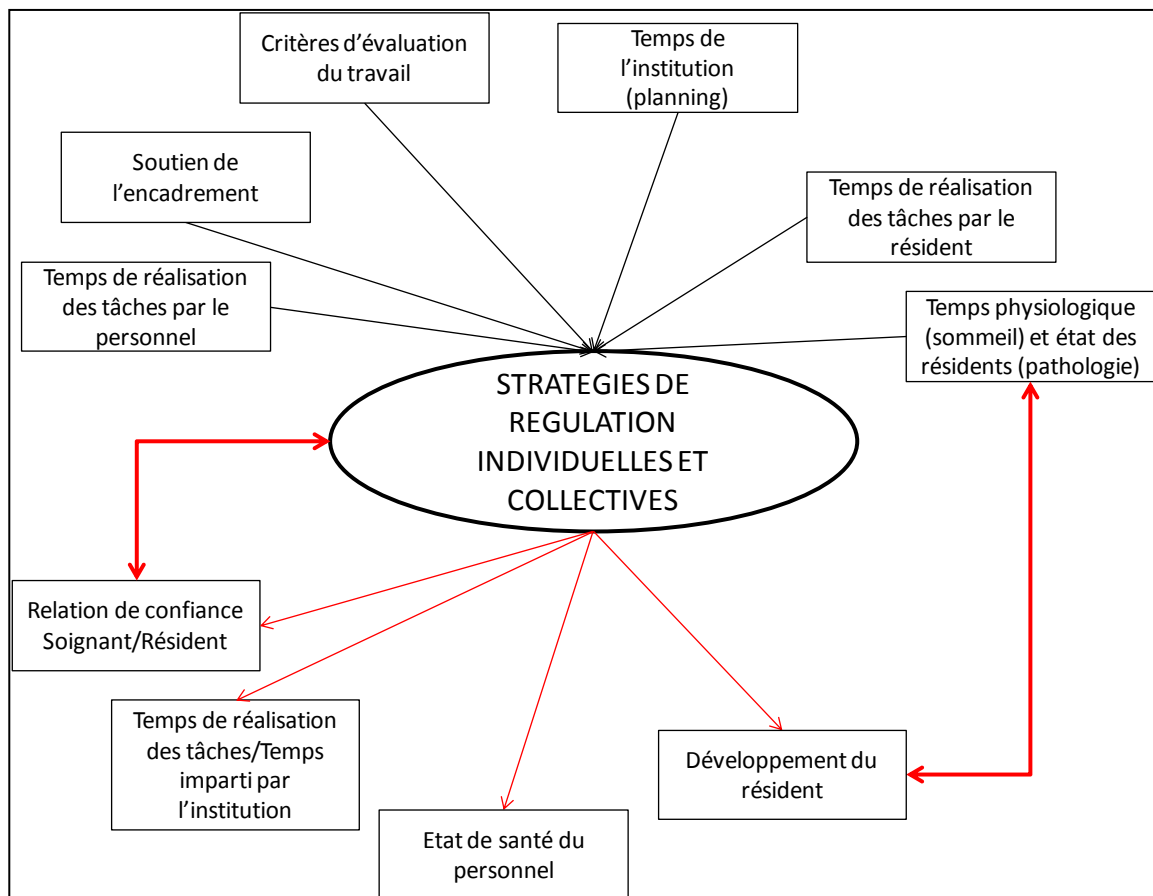 Critères d’évaluation
du travail
Temps de
l’institution
(planning)
Soutien de
l’encadrement
Temps de réalisation
des tâches par le
résident
Temps de réalisation
des tâches par le
personnel
Temps physiologique
(sommeil) et état des
résidents (pathologie)
STRATEGIES DE
REGULATION
INDIVIDUELLES ET
COLLECTIVES
Relation de confiance
Soignant/Résident
Temps de réalisation
des tâches/Temps
imparti par
l’institution
Développement du
résident
Etat de santé du
personnel